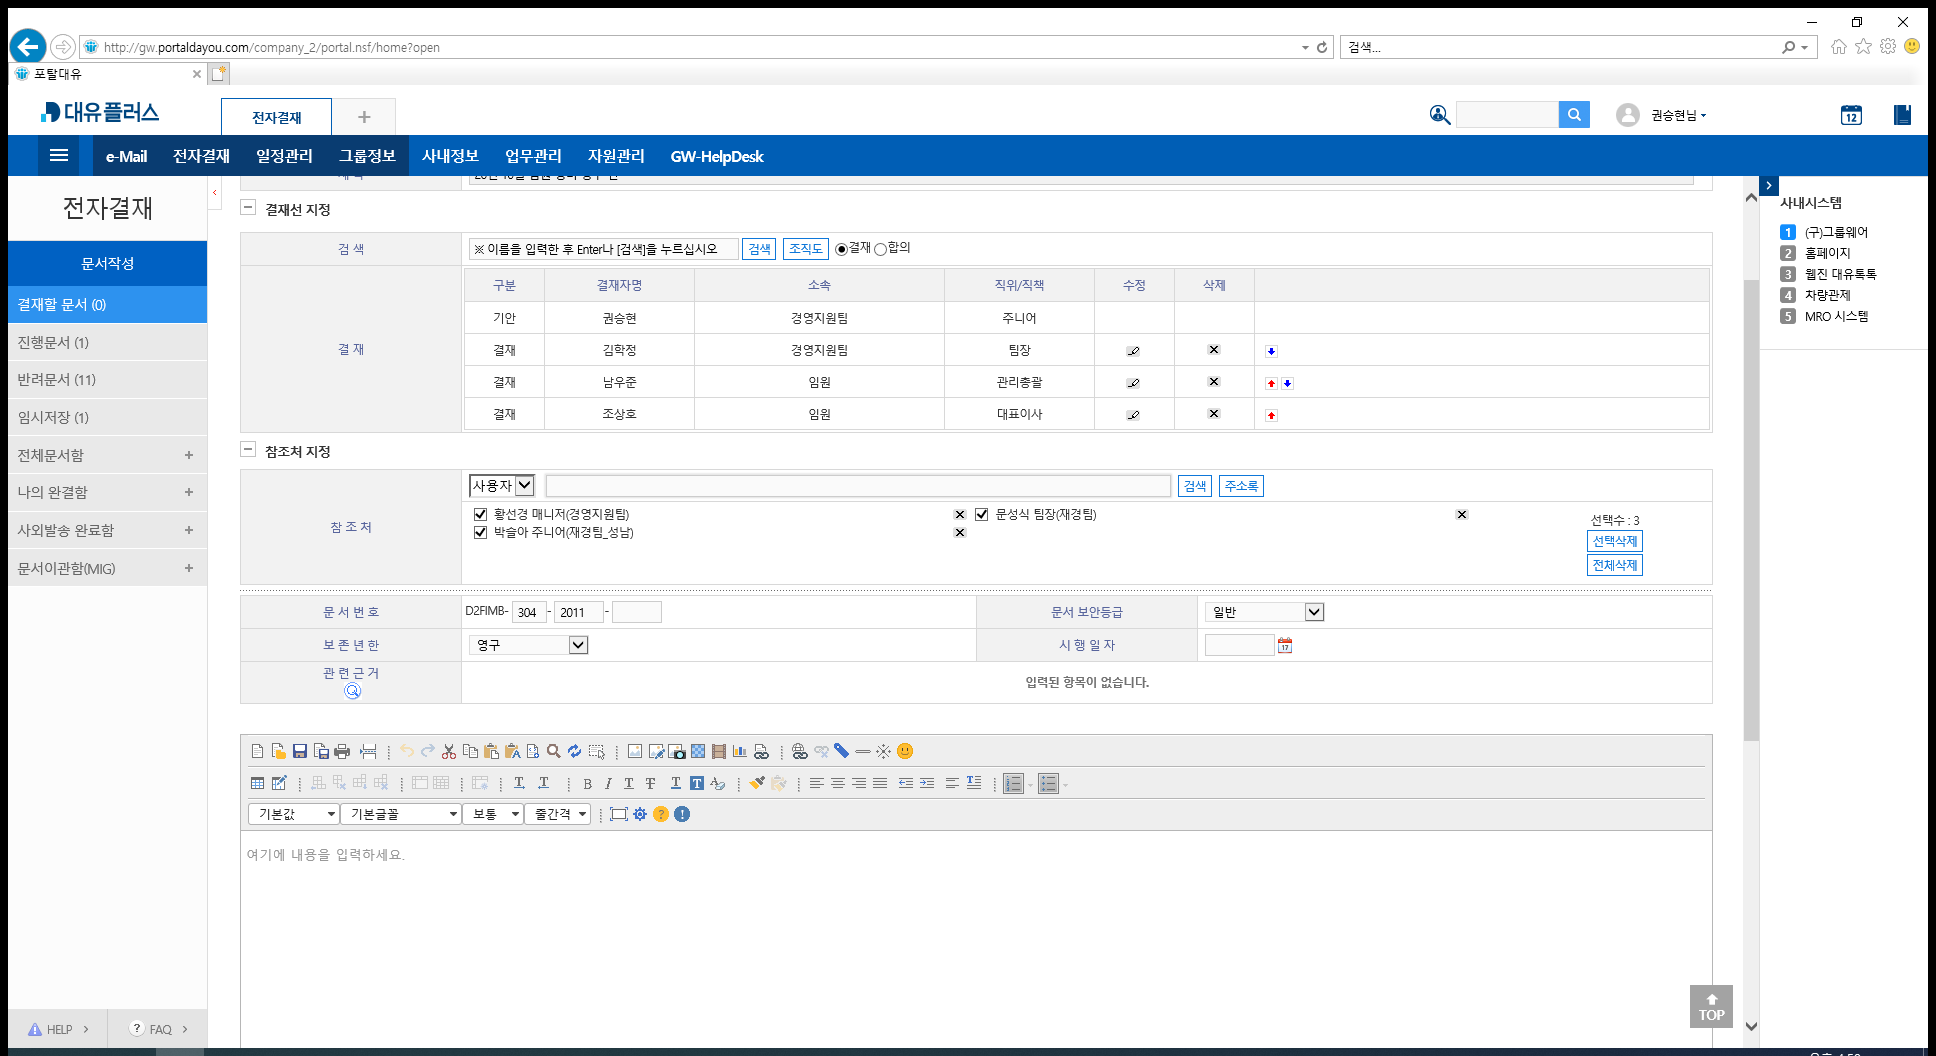 http://gw.portaldayou.com/company_2/portal.nsf/home?open
검색...
포탈대유
대유플러스
전자결재
+
권승현님
12
e-Mail 전자결재 일정관리 그룹정보 사내정보 업무관리 자원관리 GW-HelpDesk
전자결재
문서작성
결재할 문서 (0)
진행문서 (1)
반려문서 (11)
임시저장 (1)
전체문서함 +
나의 완결함 +
사외발송 완료함 +
문서이관함(MIG) +
HELP >
? FAQ >
결재선 지정
검 색
※ 이름을 입력한 후 Enter나 [검색]을 누르십시오 검색 조직도 결재 합의
결 재
구분 결재자명 소속 직위/직책 수정 삭제
기안 권승현 경영지원팀 주니어
결재 김학정 경영지원팀 팀장
결재 남우준 임원 관리총괄
결재 조상호 임원 대표이사
참조처 지정
참 조 처
사용자 검색 주소록
황선경 매니저(경영지원팀) 문성식 팀장(재경팀)
박슬아 주니어(재경팀_성남)
선택수 : 3
선택삭제
전체삭제
문 서 번 호 D2FIMB- 304 - 2011 - 문서 보안등급 일반
보 존 년 한 영구 시 행 일 자 17
관 련 근 거 입력된 항목이 없습니다.
기본값 기본글꼴 보통 줄간격
여기에 내용을 입력하세요.
TOP
사내시스템
1 (구)그룹웨어
2 홈페이지
3 웹진 대유톡톡
4 차량관제
5 MRO 시스템